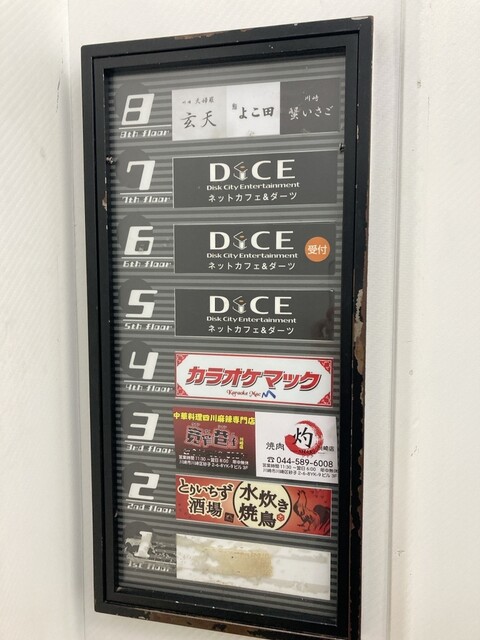 8
8th floor
玄天
よこ田
川崎
蟹いさご
7
7th floor
DiCE
Disk City Entertainment
ネットカフェ&ダーツ
6
6th floor
DiCE
Disk City Entertainment
ネットカフェ&ダーツ
受付
5
5th floor
DiCE
Disk City Entertainment
ネットカフェ&ダーツ
4
4th floor
カラオケマック
Karaoke Mac
3
3rd floor
中華料理四川麻辣専門店
焼肉 灼
☎044-589-6008
2
2nd floor
とりいちず
酒場
水炊き
焼鳥
1
1st floor